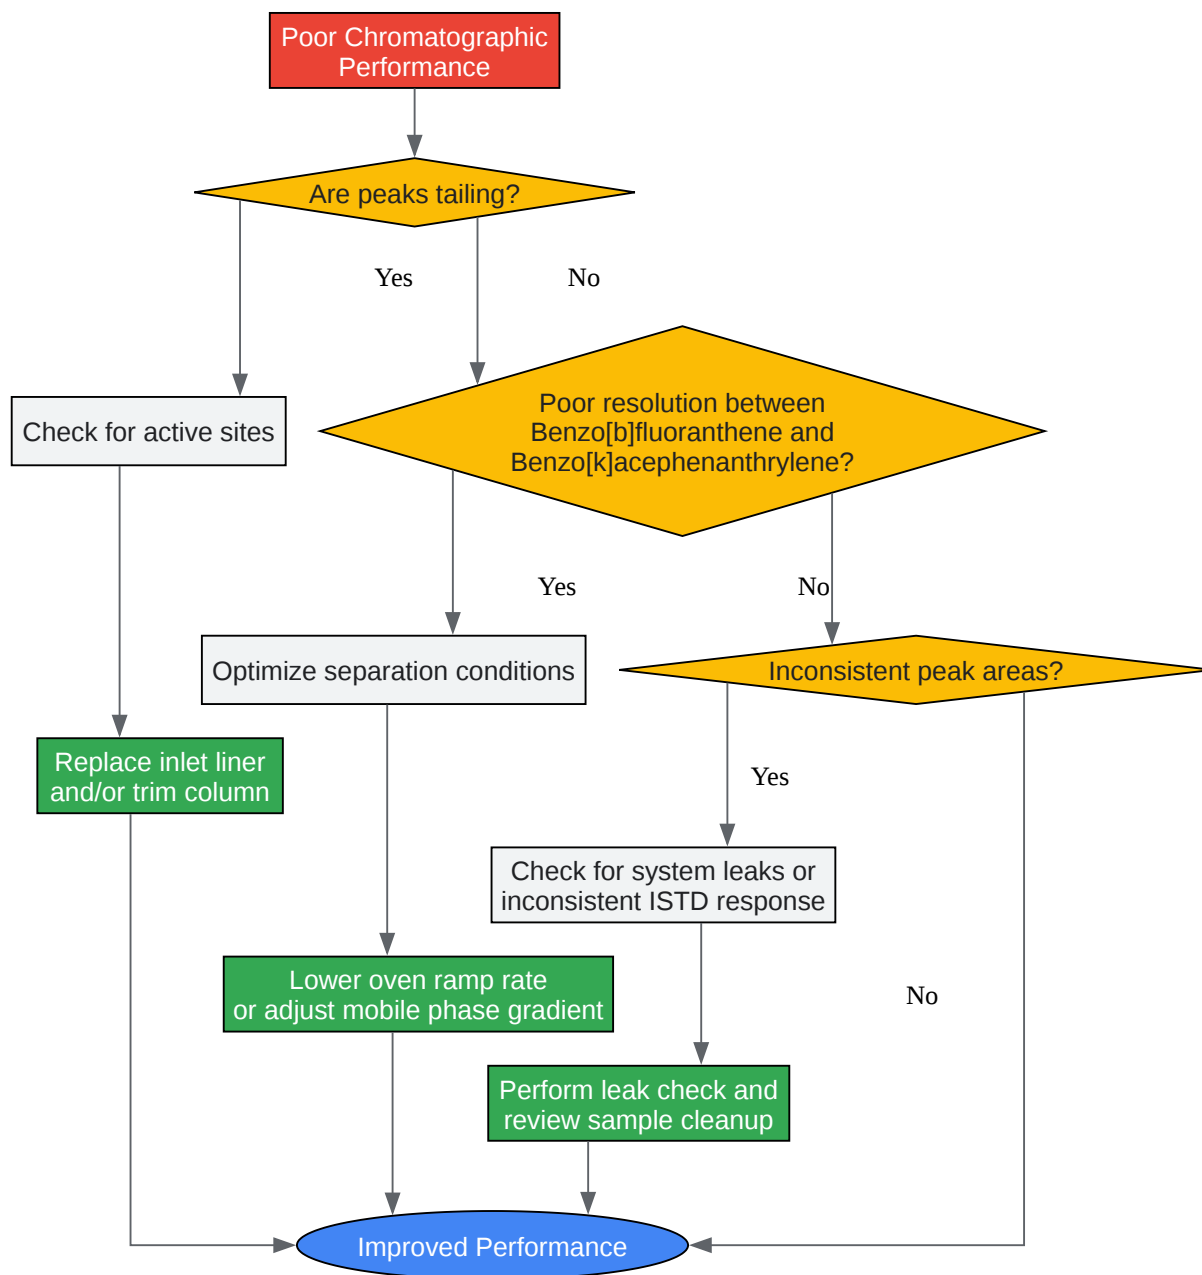 Poor Chromatographic
Performance
Are peaks tailing?
Yes
No
Poor resolution between
Benzo[b]fluoranthene and
Benzo[k]acephenanthrylene?
Check for active sites
Yes
No
Optimize separation conditions
Inconsistent peak areas?
Replace inlet liner
and/or trim column
Yes
Check for system leaks or
inconsistent ISTD response
Lower oven ramp rate
or adjust mobile phase gradient
No
Perform leak check and
review sample cleanup
Improved Performance